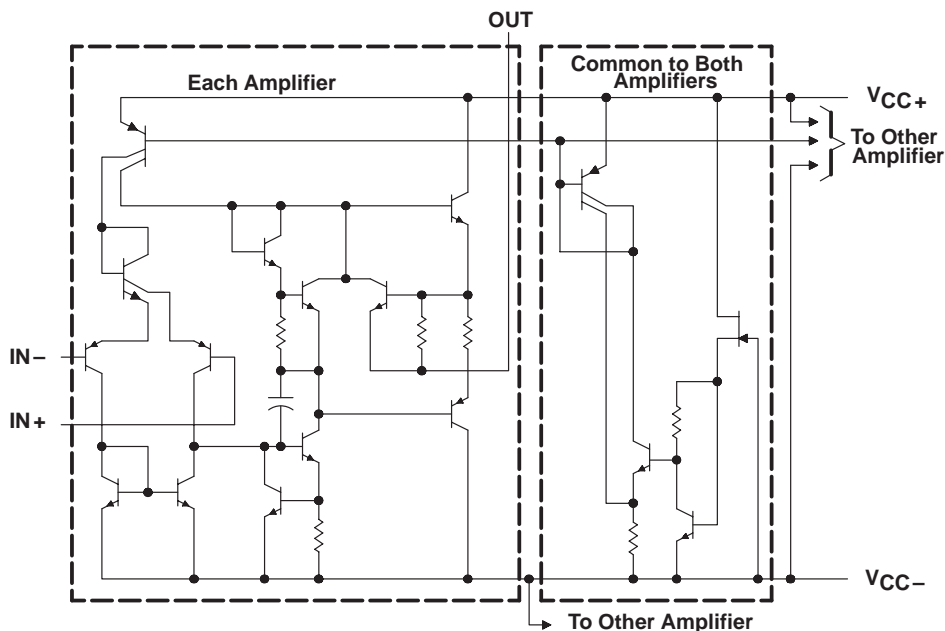 OUT
Each Amplifier
Common to Both
Amplifiers
VCC+
To Other
Amplifier
IN−
IN+
VCC−
To Other Amplifier